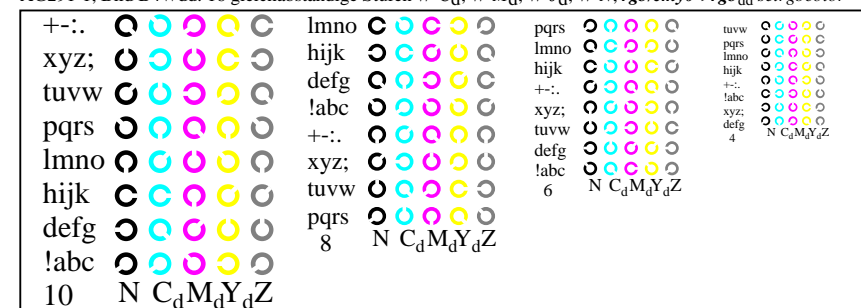 +-:.
xyz;
tuvw
pqrs
lmno
hijk
defg
!abc
10 N CdMdYdZ
lmno
hijk
defg
!abc
+-:.
xyz;
tuvw
pqrs
8 N CdMdYdZ
pqrs
lmno
hijk
+-:.
xyz;
tuvw
defg
!abc
6 N CdMdYdZ
tuvw
pqrs
lmno
hijk
+-:.
!abc
xyz;
defg
4 N CdMdYdZ